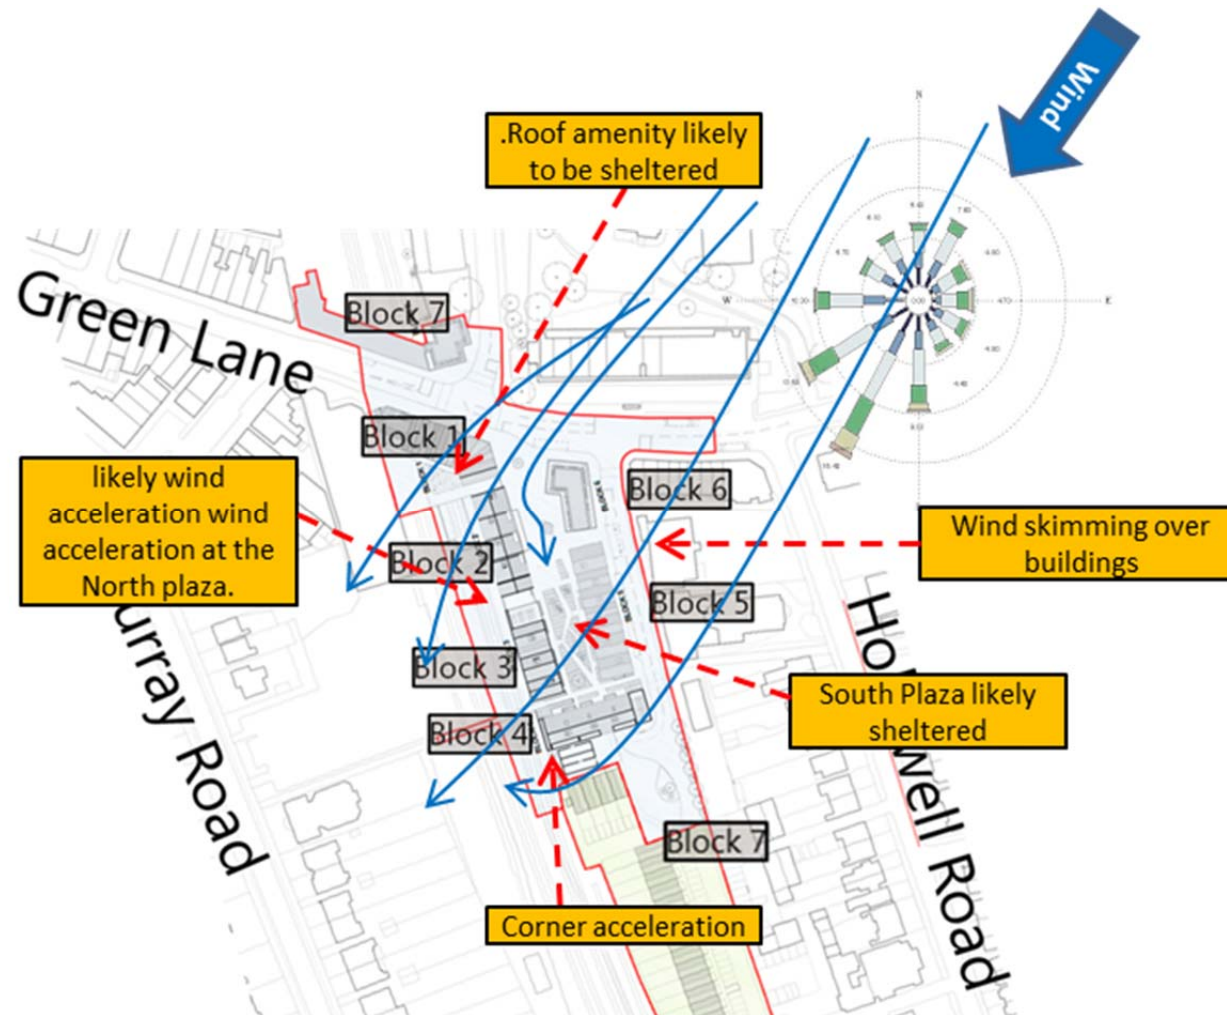 Wind
.Roof amenity likely
to be sheltered
N
W
E
Block 7
Green Lane
Block 1
likely wind
acceleration wind
acceleration at the
North plaza.
Block 6
Wind skimming over
buildings
Block 2
Block 5
Block 3
South Plaza likely
sheltered
Block 4
urray Road
well Road
Block 7
Corner acceleration